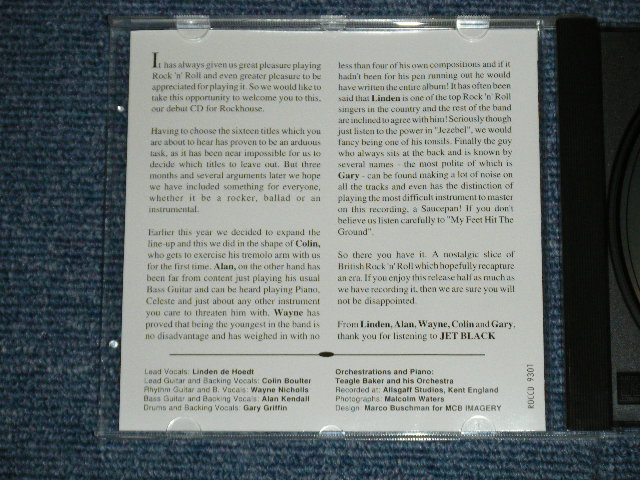 It has always given us great pleasure playing
Rock 'n' Roll and even greater pleasure to be
appreciated for playing it. So we would like to
take this opportunity to welcome you to this,
our debut CD for Rockhouse.
Having to choose the sixteen titles which you
are about to hear has proven to be an arduous
task, as it has been near impossible for us to
decide which titles to leave out. But three
months and several arguments later we hope
we have included something for everyone,
whether it be a rocker, ballad or an
instrumental.
Earlier this year we decided to expand the
line-up and this we did in the shape of Colin,
who gets to exercise his tremolo arm with us
for the first time. Alan, on the other hand has
been far from content just playing his usual
Bass Guitar and can be heard playing Piano,
Celeste and just about any other instrument
you care to threaten him with. Wayne has
proved that being the youngest in the band is
no disadvantage and has weighed in with no
less than four of his own compositions and if it
hadn't been for his pen running out he would
have written the entire album! It has often been
said that Linden is one of the top Rock 'n' Roll
singers in the country and the rest of the band
are inclined to agree with him! Seriously though
just listen to the power in "Jezebel", we would
fancy being one of his tonsils. Finally the guy
who always sits at the back and is known by
several names - the most polite of which is
Gary - can be found making a lot of noise on
all the tracks and even has the distinction of
playing the most difficult instrument to master
on this recording, a Saucepan! If you don't
believe us listen carefully to "My Feet Hit The
Ground".
So there you have it. A nostalgic slice of
British Rock 'n' Roll which hopefully recapture
an era. If you enjoy this release half as much as
we have recording it, then we are sure you will
not be disappointed.
From Linden, Alan, Wayne, Colin and Gary,
thank you for listening to JET BLACK
Lead Vocals: Linden de Hoedt
Lead Guitar and Backing Vocals: Colin Boulter
Rhythm Guitar and B. Vocals: Wayne Nicholls
Bass Guitar and Backing Vocals: Alan Kendall
Drums and Backing Vocals: Gary Griffin
Orchestrations and Piano:
Teagle Baker and his Orchestra
Recorded at: Allsgaff Studios, Kent England
Photographs: Malcolm Waters
Design: Marco Buschman for MCB IMAGERY
ROCCD 9301